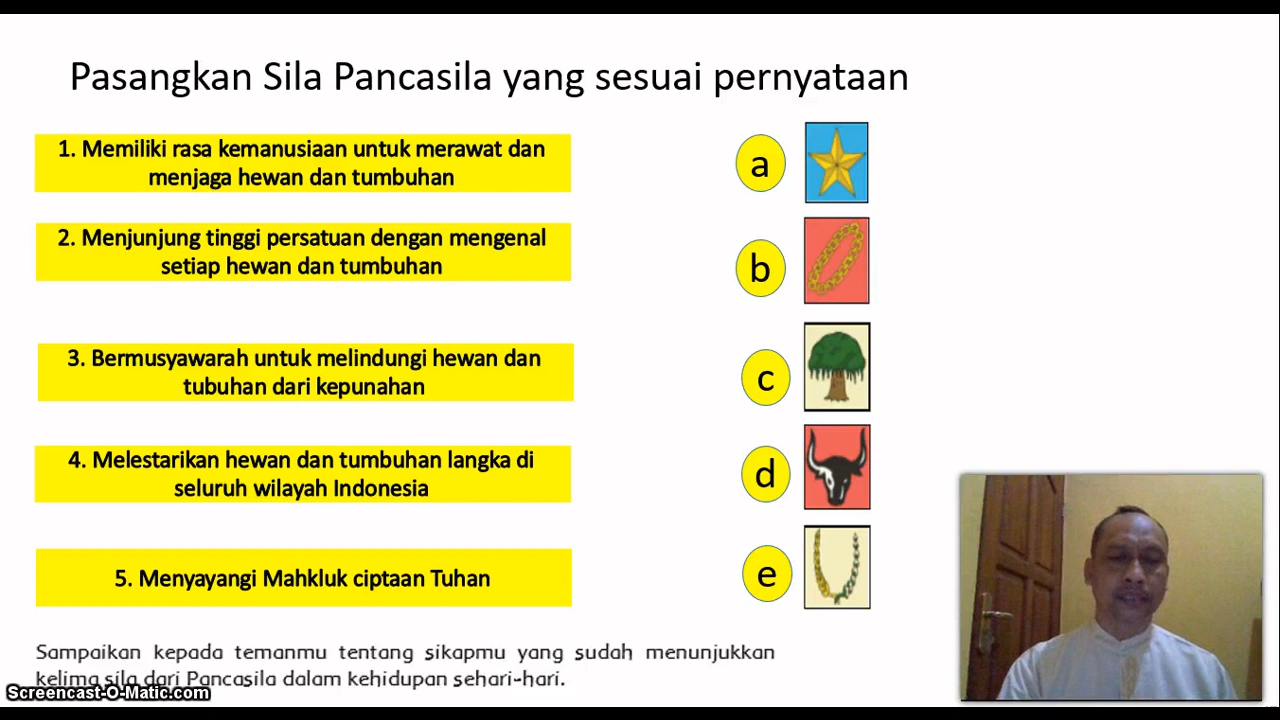 Pasangkan Sila Pancasila yang sesuai pernyataan
1. Memiliki rasa kemanusiaan untuk merawat dan
menjaga hewan dan tumbuhan
a
2. Menjunjung tinggi persatuan dengan mengenal
setiap hewan dan tumbuhan
b
3. Bermusyawarah untuk melindungi hewan dan
tubuhan dari kepunahan
c
4. Melestarikan hewan dan tumbuhan langka di
seluruh wilayah Indonesia
d
5. Menyayangi Mahkluk ciptaan Tuhan
e
Sampaikan kepada temanmu tentang sikapmu yang sudah menunjukkan
kelima sila dari Pancasila dalam kehidupan sehari-hari.
Screencast-O-Matic.com